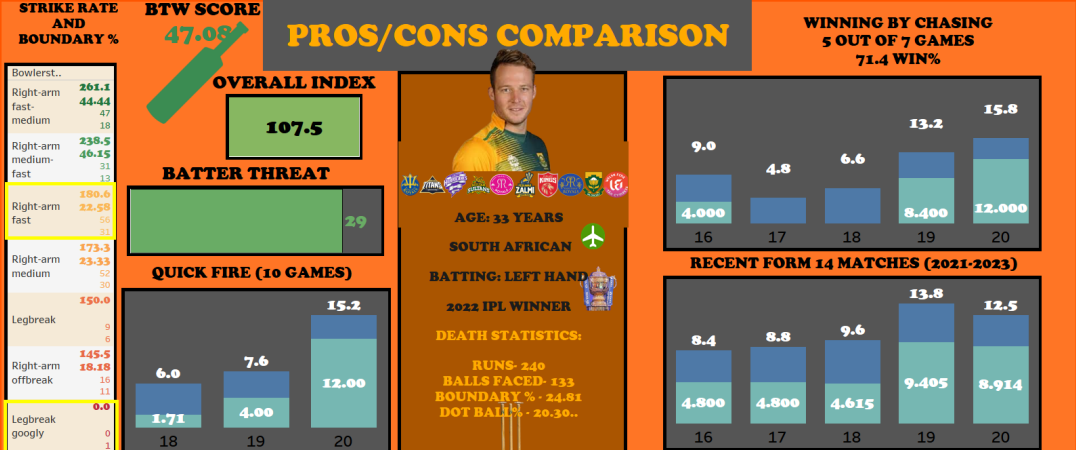 STRIKE RATE
AND
BOUNDARY %
Bowlerst..
Right-arm fast-medium
261.1
44.44
47
18
Right-arm medium-fast
238.5
46.15
31
13
Right-arm fast
180.6
22.58
56
31
Right-arm medium
173.3
23.33
52
30
Legbreak
150.0
9
6
Right-arm offbreak
145.5
18.18
16
11
Legbreak googly
0.0
0
1
BTW SCORE
47.08
OVERALL INDEX
107.5
BATTER THREAT
29
QUICK FIRE (10 GAMES)
6.0
7.6
15.2
1.71
4.00
12.00
18
19
20
PROS/CONS COMPARISON
TITANS
SULTANS
ZALMI
AGE: 33 YEARS
SOUTH AFRICAN
BATTING: LEFT HAND
2022 IPL WINNER
DEATH STATISTICS:
RUNS- 240
BALLS FACED- 133
BOUNDARY % - 24.81
DOT BALL% - 20.30..
WINNING BY CHASING
5 OUT OF 7 GAMES
71.4 WIN%
9.0
4.8
6.6
13.2
15.8
4.000
8.400
12.000
16
17
18
19
20
RECENT FORM 14 MATCHES (2021-2023)
8.4
8.8
9.6
13.8
12.5
4.800
4.800
4.615
9.405
8.914
16
17
18
19
20